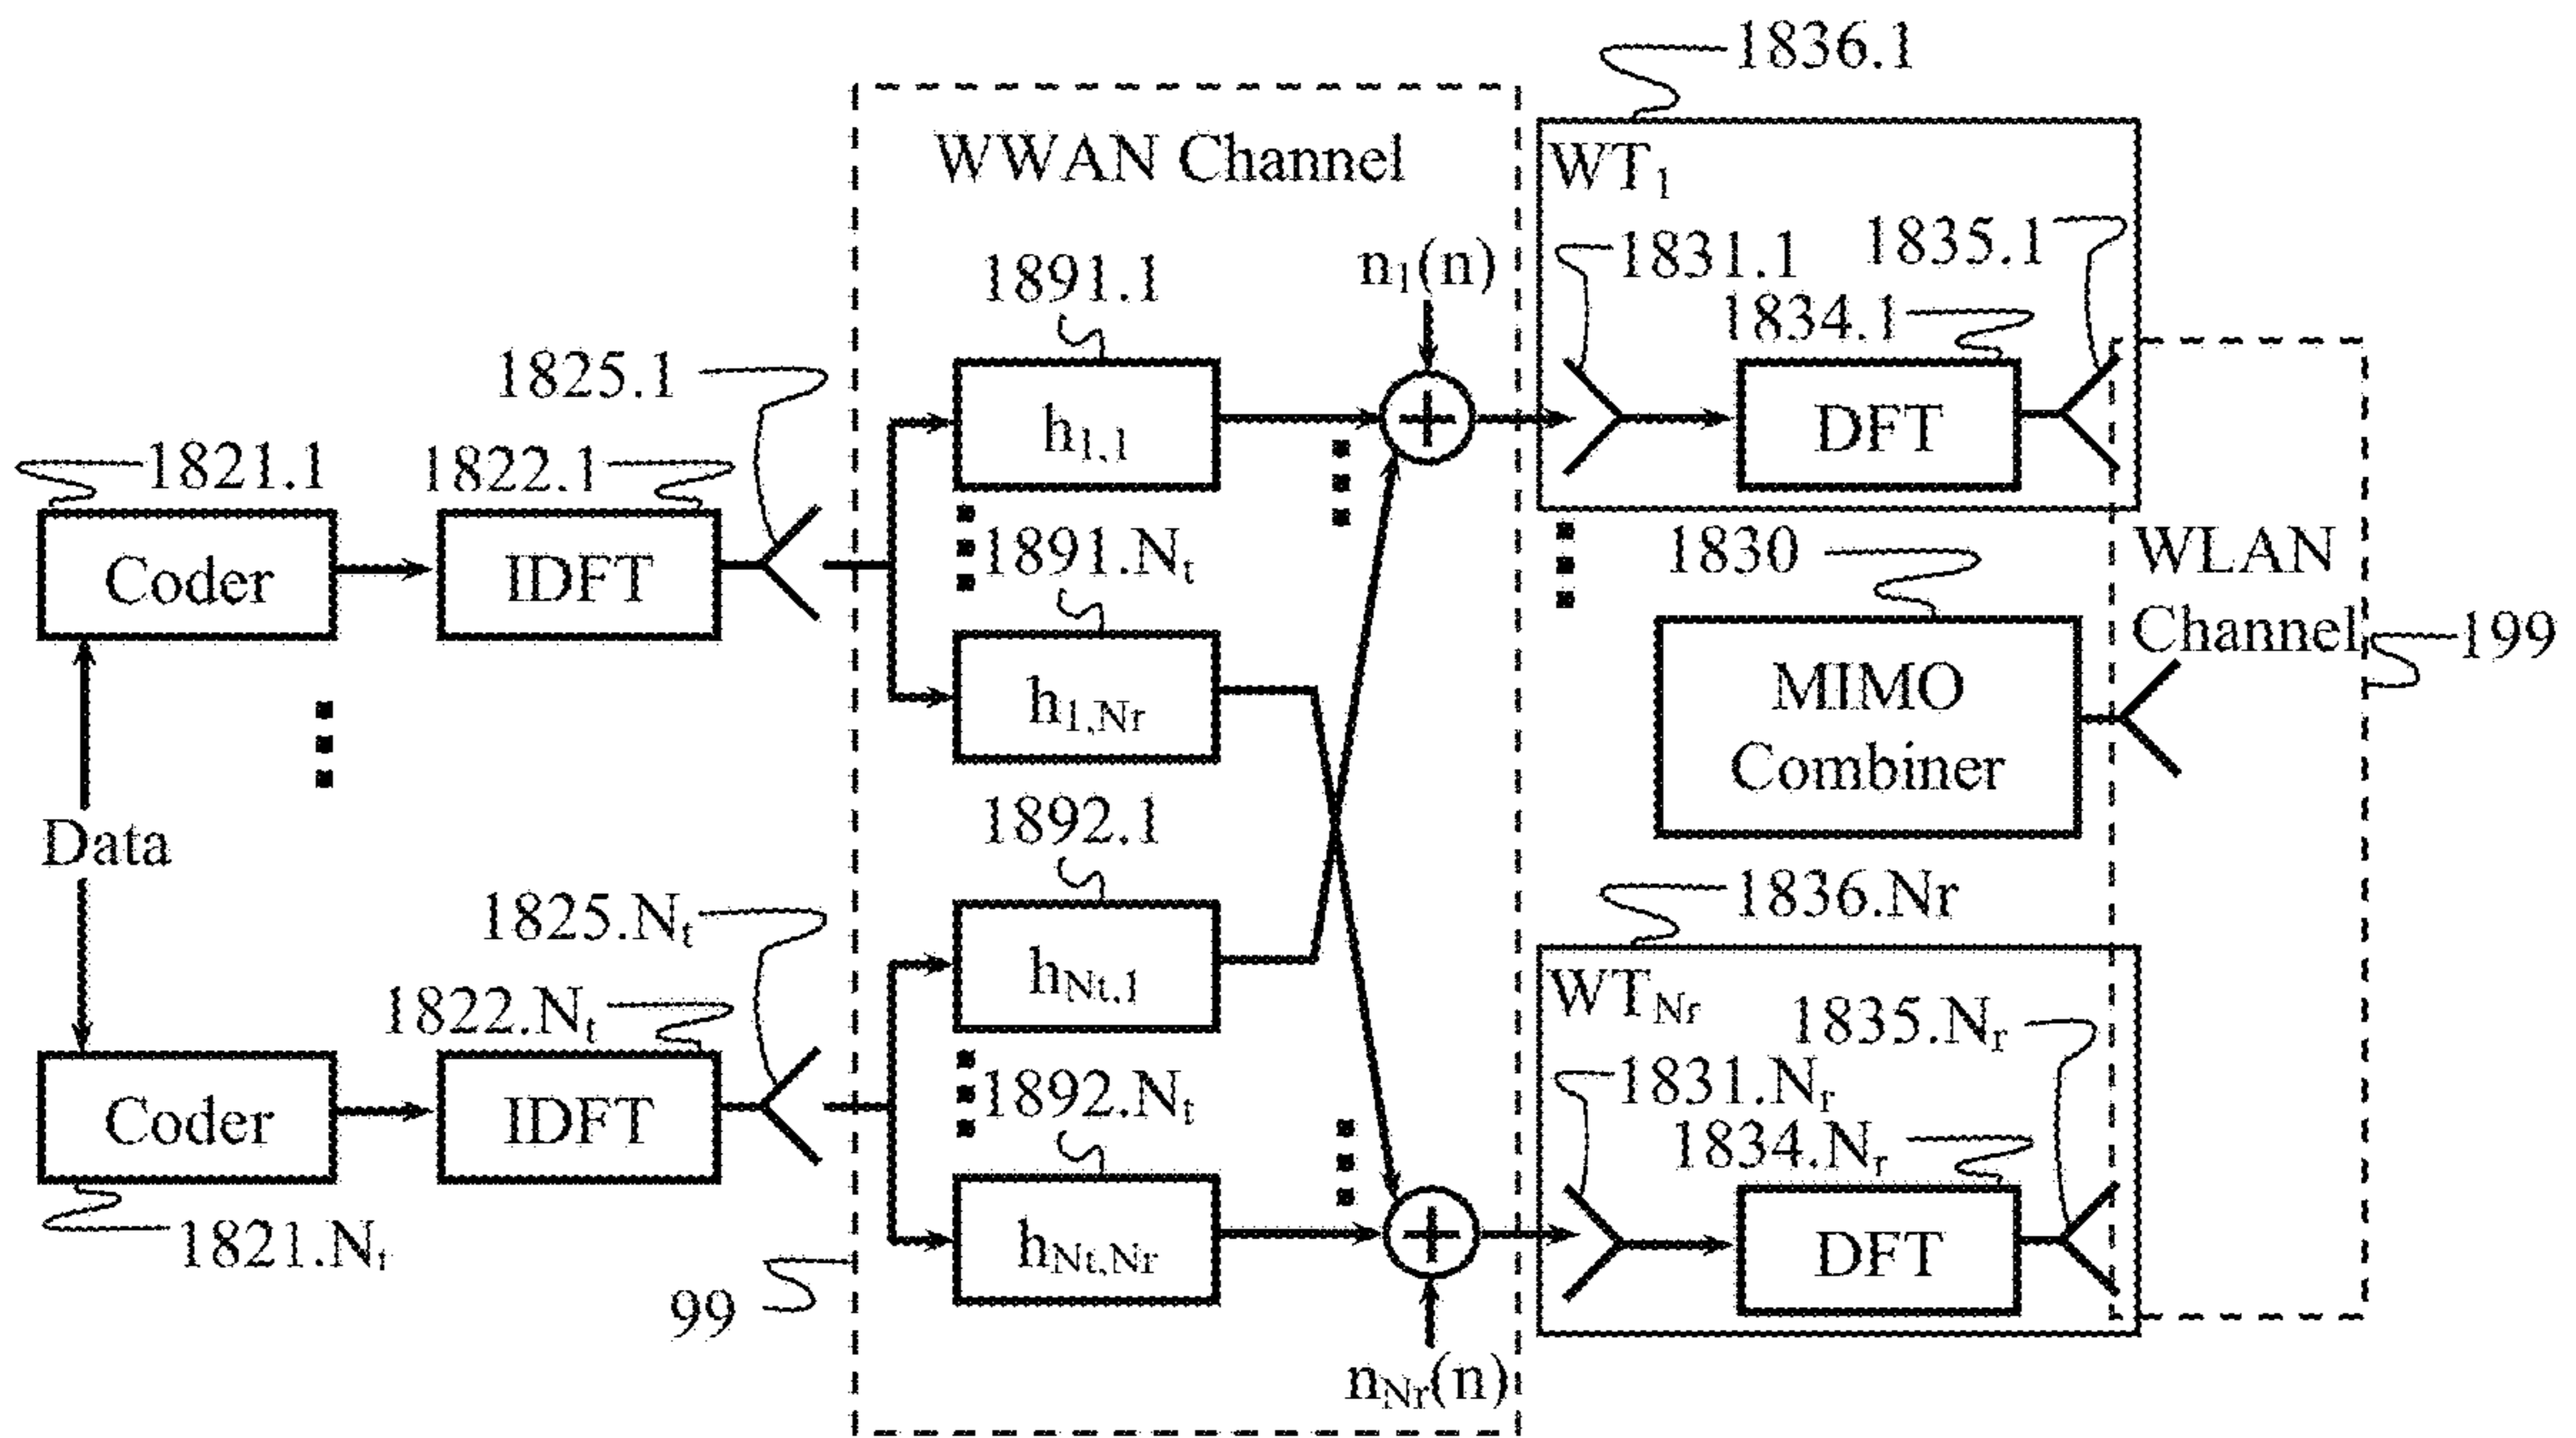 1836.1
WWAN Channel
WT₁
1835.1
1831.1
n₁(n)
1891.1
1834.1
1825.1
h₁,₁
DFT
1821.1
1822.1
WLAN
Channel
1891.Nₜ
1830
Coder
IDFT
199
h₁,Nr
MIMO
Combiner
1892.1
Data
1836.Nr
1825.Nₜ
hNt,1
WTNr
1822.Nₜ
1835.Nᵣ
1892.Nₜ
1831.Nᵣ
Coder
IDFT
1834.Nᵣ
1821.Nₜ
hNt,Nr
DFT
99
nNr(n)